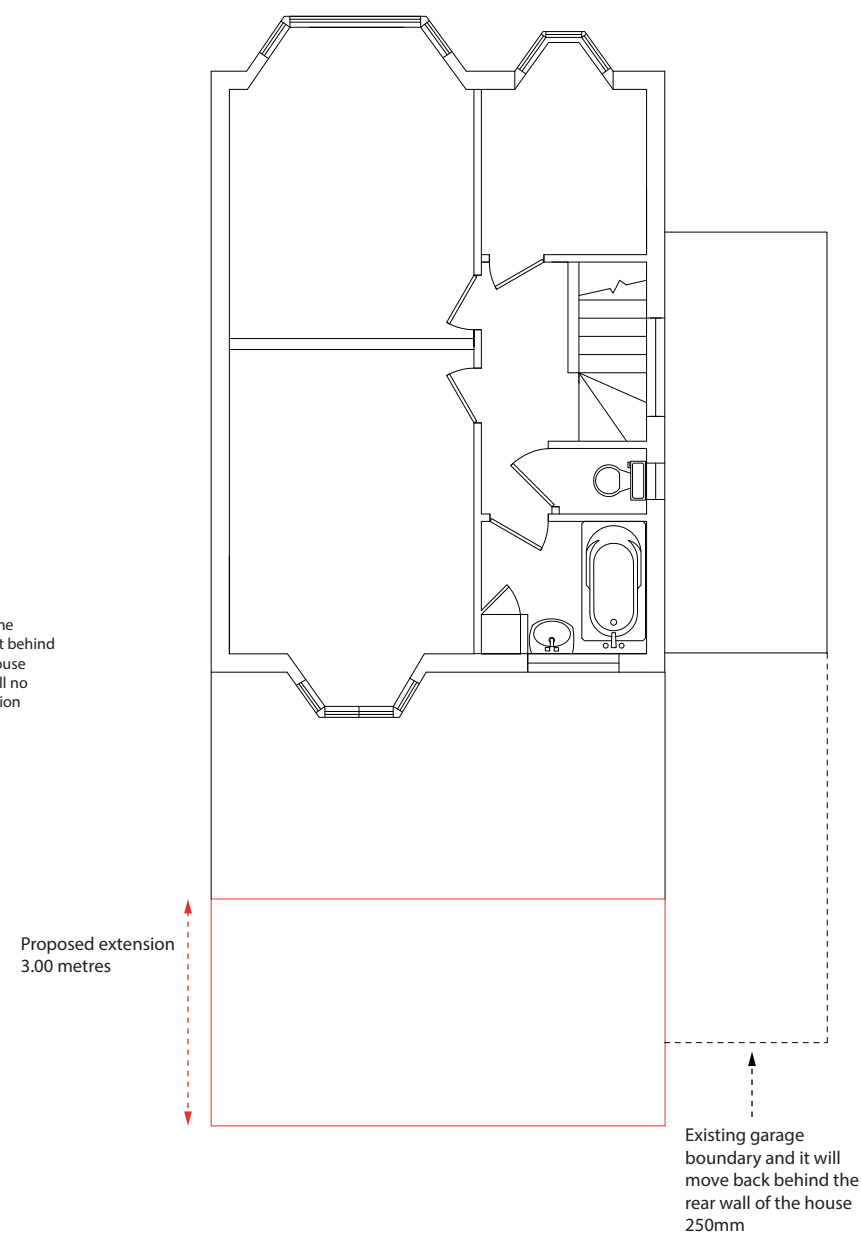 t behind
ouse
ll no
ion
Proposed extension
3.00 metres
Existing garage
boundary and it will
move back behind the
rear wall of the house
250mm